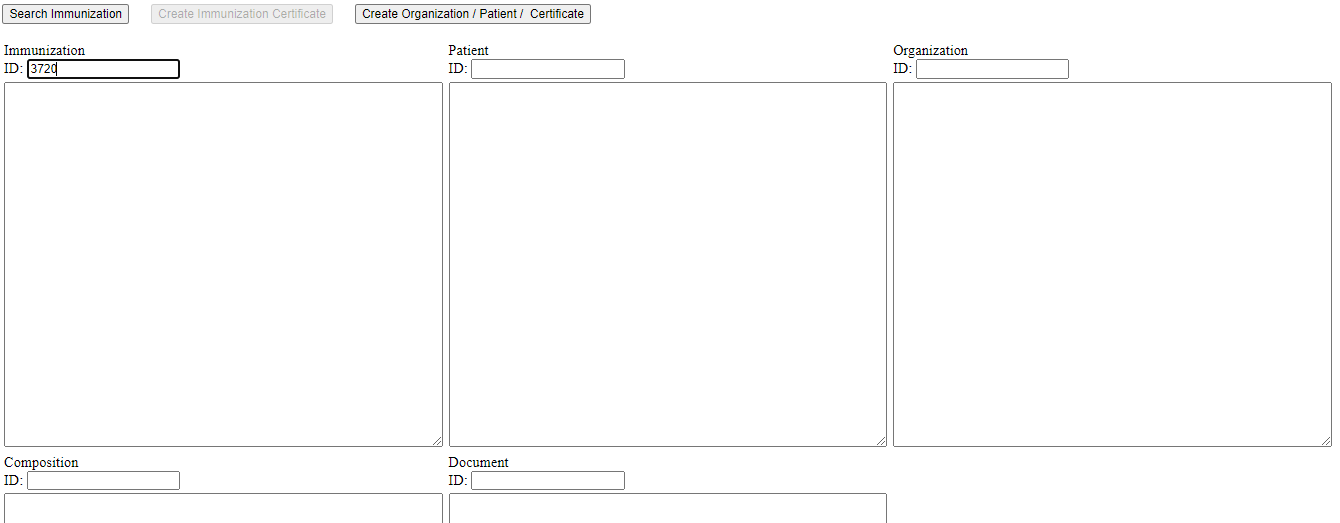 Search Immunization Create Immunization Certificate Create Organization / Patient /  Certificate
Immunization Patient Organization
ID: 3720 ID: ID:
Composition Document
ID: ID: